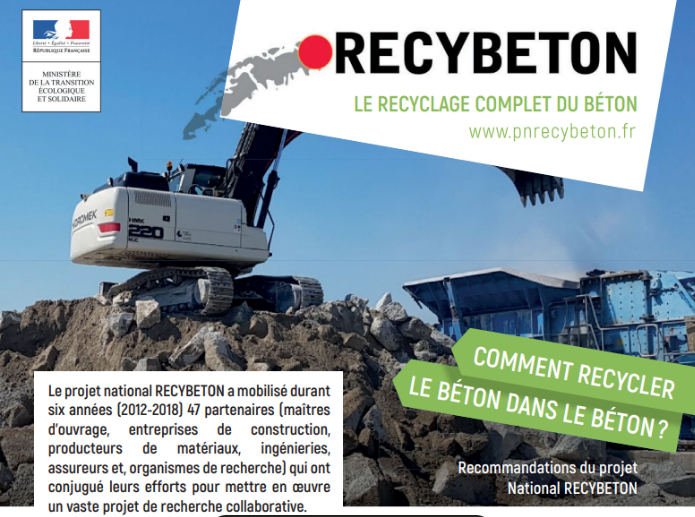 RECYBETON
Liberté • Égalité • Fraternité
RÉPUBLIQUE FRANÇAISE
MINISTÈRE
DE LA TRANSITION
ÉCOLOGIQUE
ET SOLIDAIRE
LE RECYCLAGE COMPLET DU BÉTON
www.pnrecybeton.fr
HIDROMEK
HMK
220
COMMENT RECYCLER
LE BÉTON DANS LE BÉTON ?
Le projet national RECYBETON a mobilisé durant
six années (2012-2018) 47 partenaires (maîtres
d'ouvrage, entreprises de construction,
producteurs de matériaux, ingénieries,
assureurs et, organismes de recherche) qui ont
conjugué leurs efforts pour mettre en œuvre
un vaste projet de recherche collaborative.
Recommandations du projet
National RECYBETON